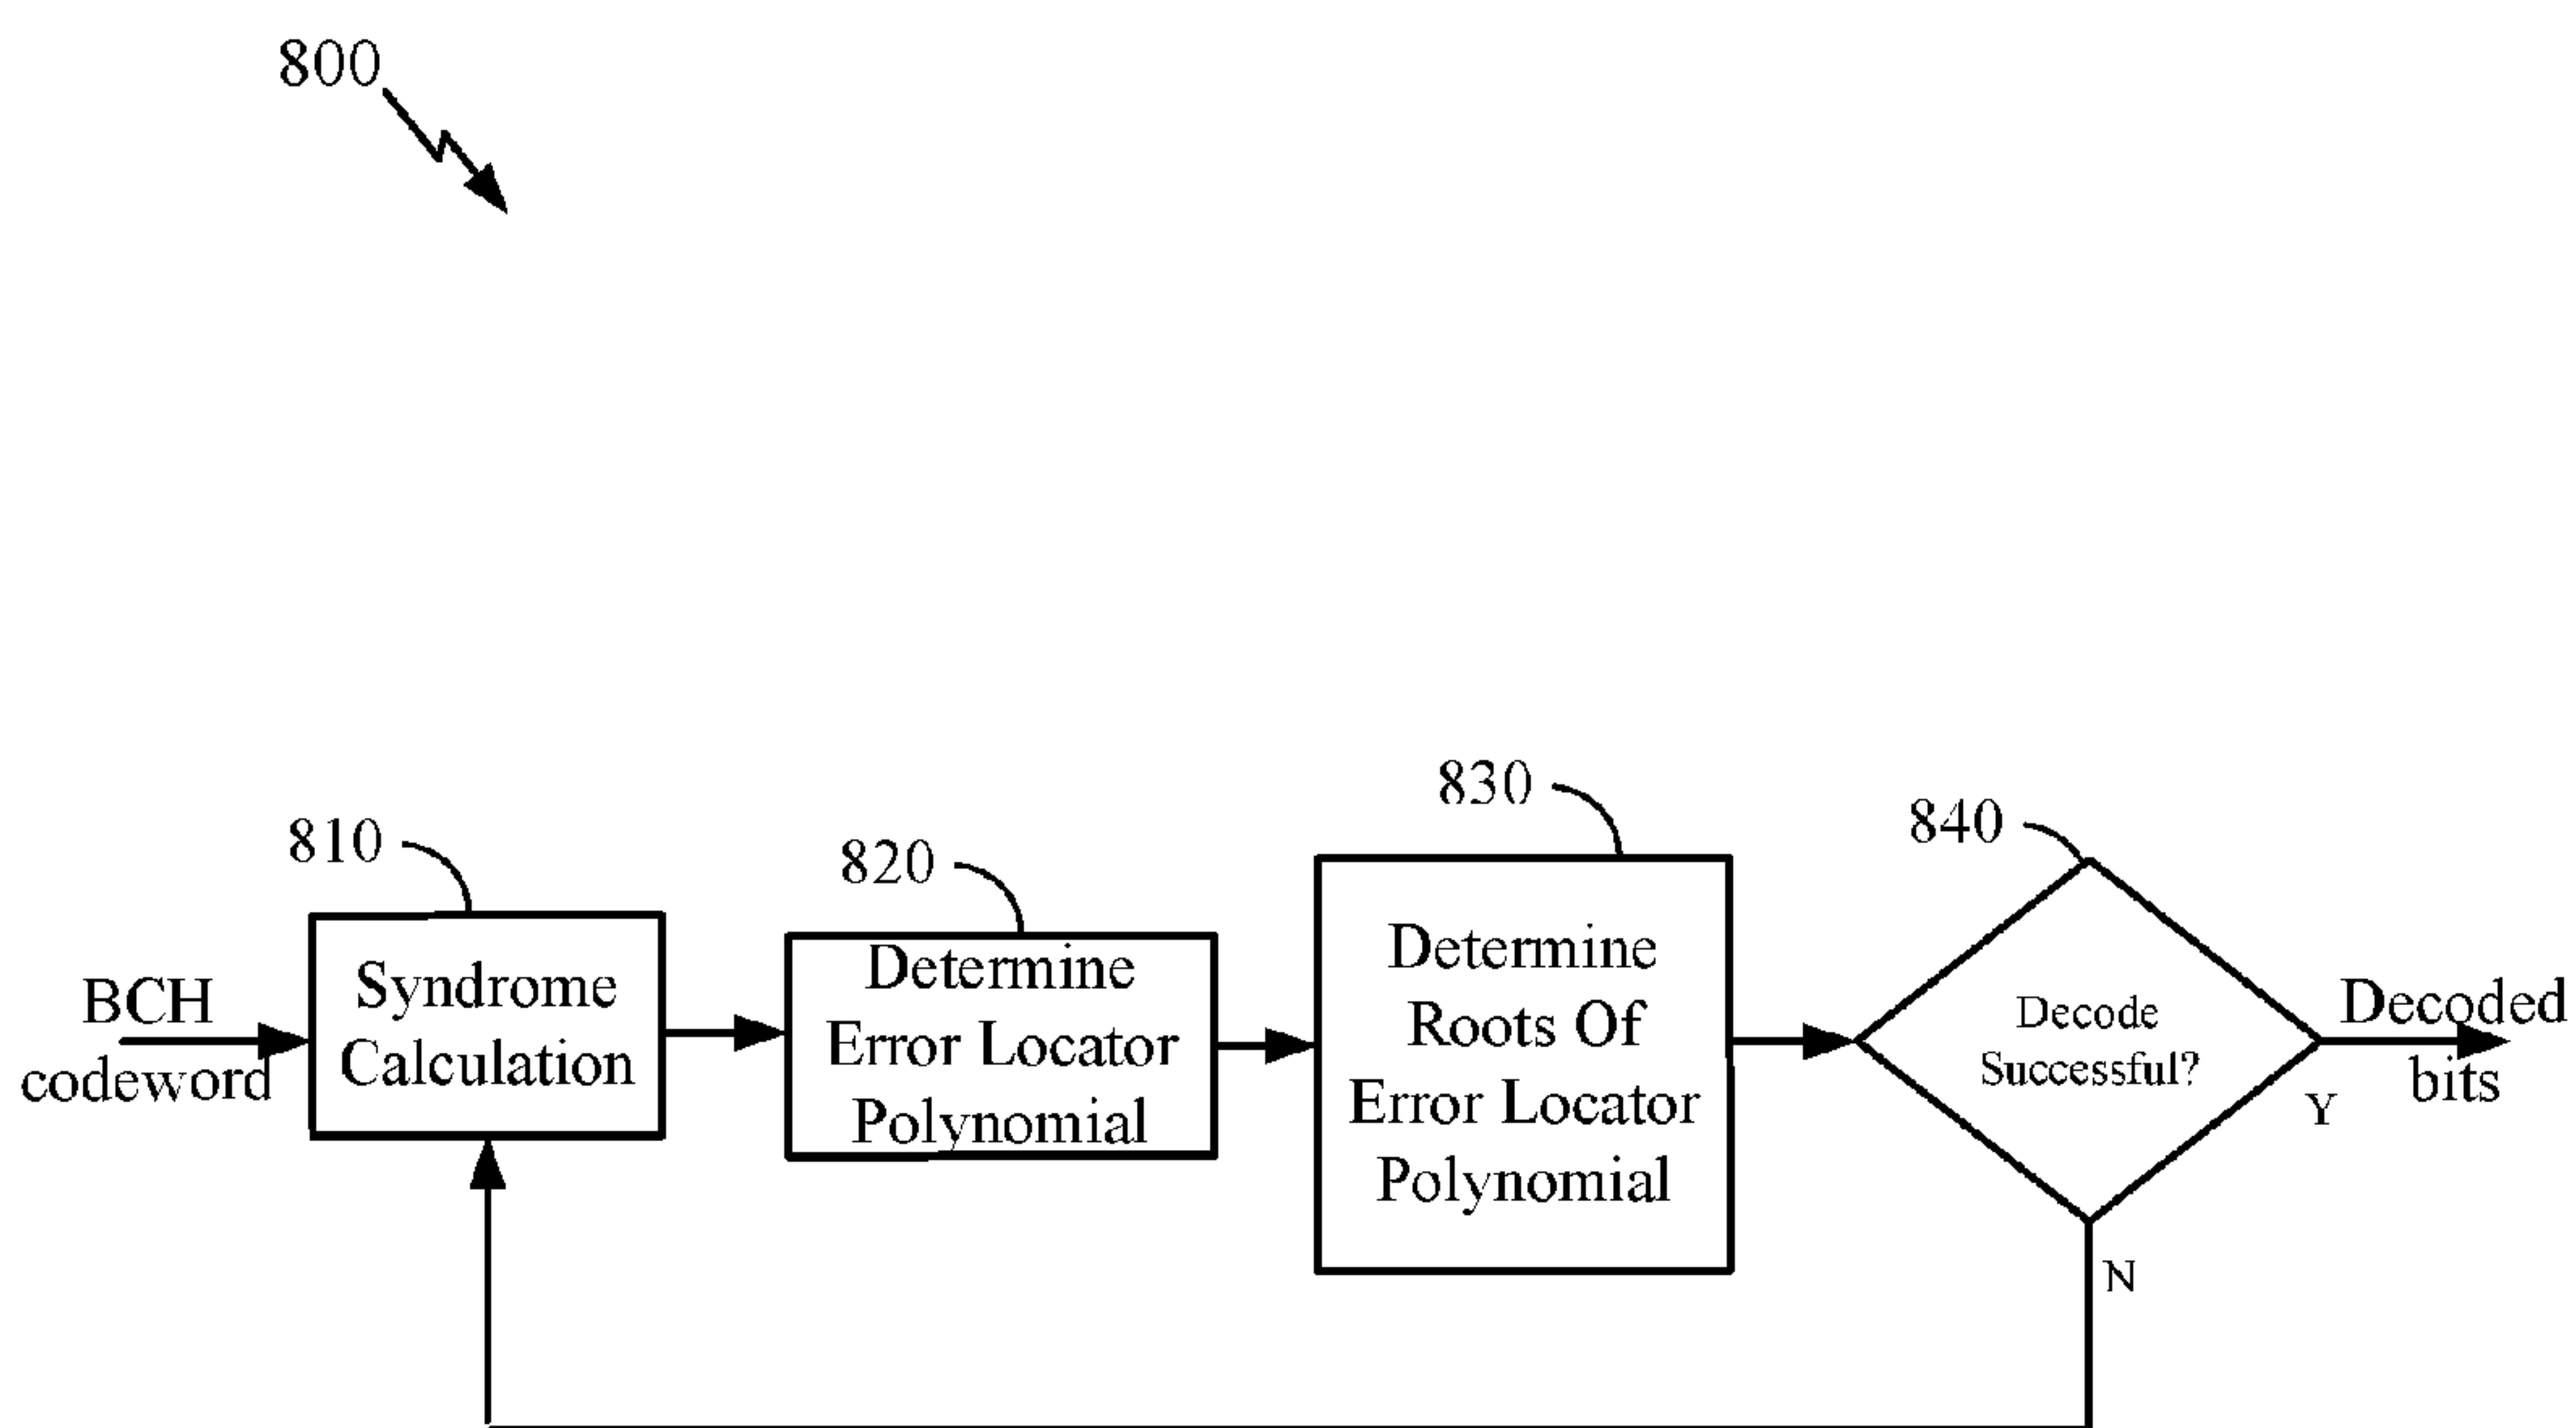 800
810
820
830
840
BCH
codeword
Syndrome
Calculation
Determine
Error Locator
Polynomial
Determine
Roots Of
Error Locator
Polynomial
Decode
Successful?
Decoded
bits
Y
N